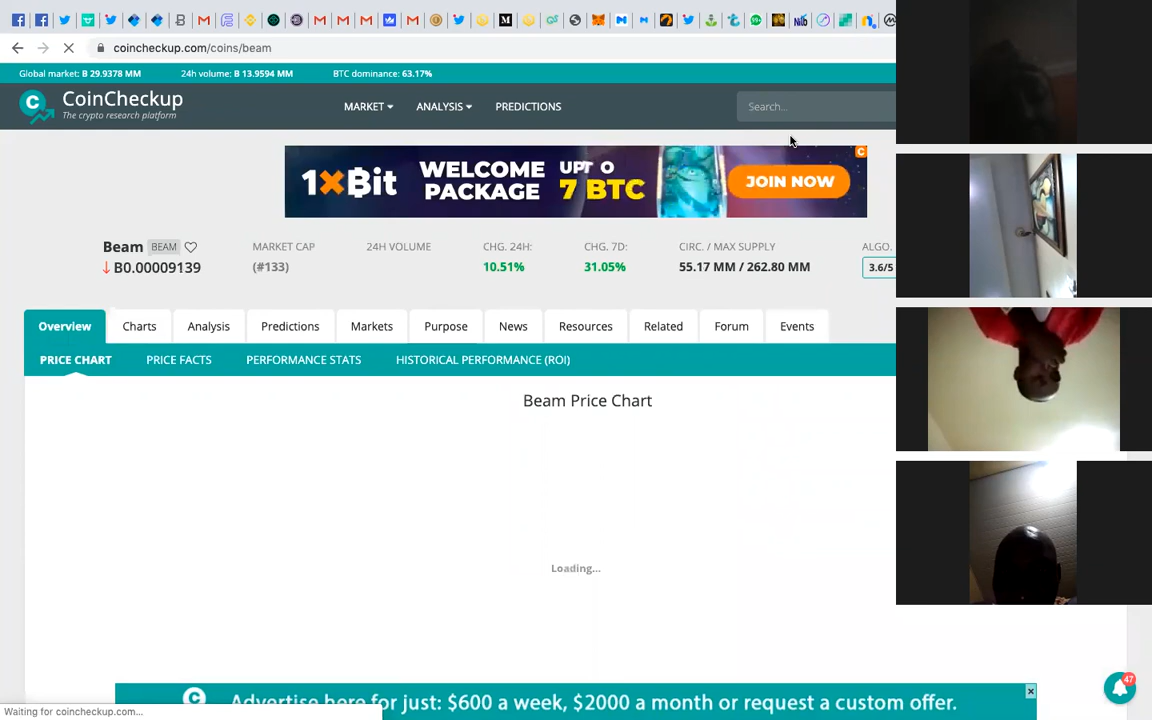 coincheckup.com/coins/beam
Global market: B 29.9378 MM 24h volume: B 13.9594 MM BTC dominance: 63.17%
C CoinCheckup
The crypto research platform
MARKET ANALYSIS PREDICTIONS Search...
1XBit WELCOME PACKAGE UPTO 7 BTC JOIN NOW
Beam BEAM MARKET CAP 24H VOLUME CHG. 24H: CHG. 7D: CIRC. / MAX SUPPLY ALGO.
B0.00009139 (#133) 10.51% 31.05% 55.17 MM / 262.80 MM 3.6/5
Overview Charts Analysis Predictions Markets Purpose News Resources Related Forum Events
PRICE CHART PRICE FACTS PERFORMANCE STATS HISTORICAL PERFORMANCE (ROI)
Beam Price Chart
Loading...
47
C Advertise here for just: $600 a week, $2000 a month or request a custom offer.
Waiting for coincheckup.com...